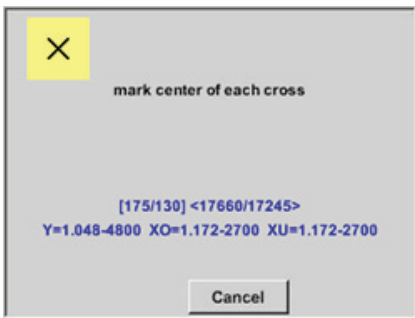 mark center of each cross
[175/130] <17660/17245>
Y=1.048-4800 XO=1.172-2700 XU=1.172-2700
Cancel